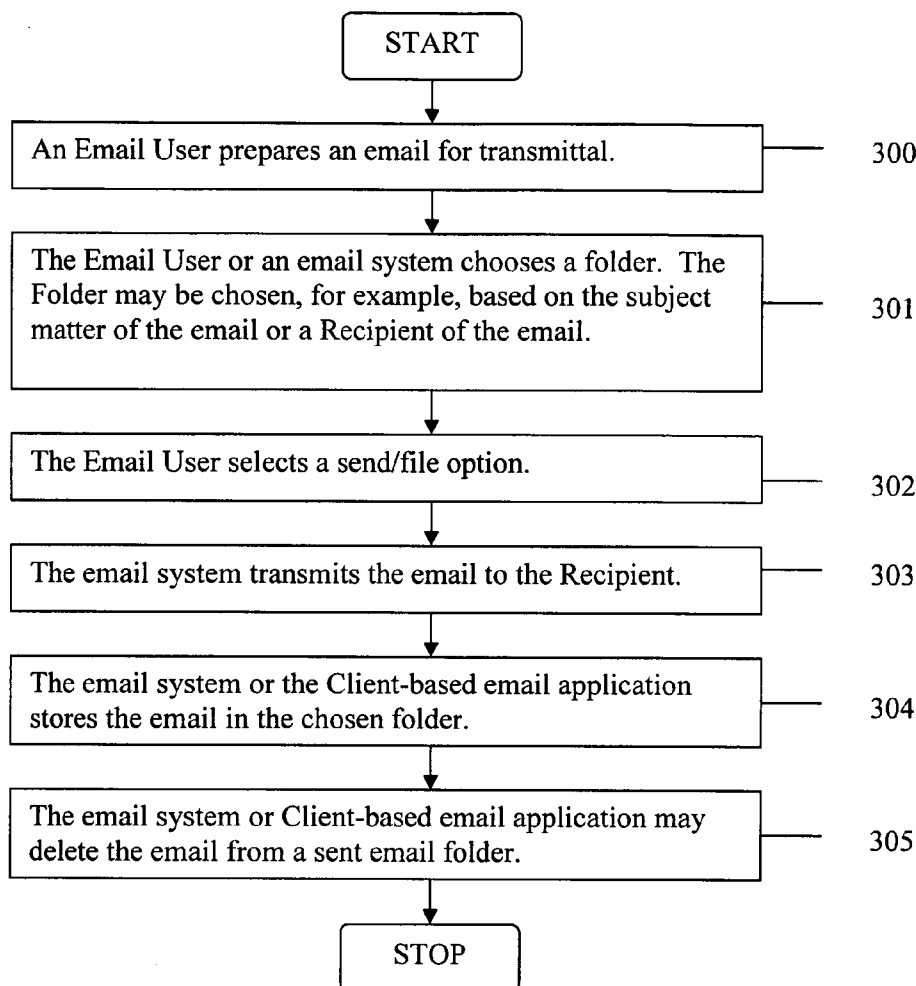 START
An Email User prepares an email for transmittal.
300
The Email User or an email system chooses a folder. The
Folder may be chosen, for example, based on the subject
matter of the email or a Recipient of the email.
301
The Email User selects a send/file option.
302
The email system transmits the email to the Recipient.
303
The email system or the Client-based email application
stores the email in the chosen folder.
304
The email system or Client-based email application may
delete the email from a sent email folder.
305
STOP